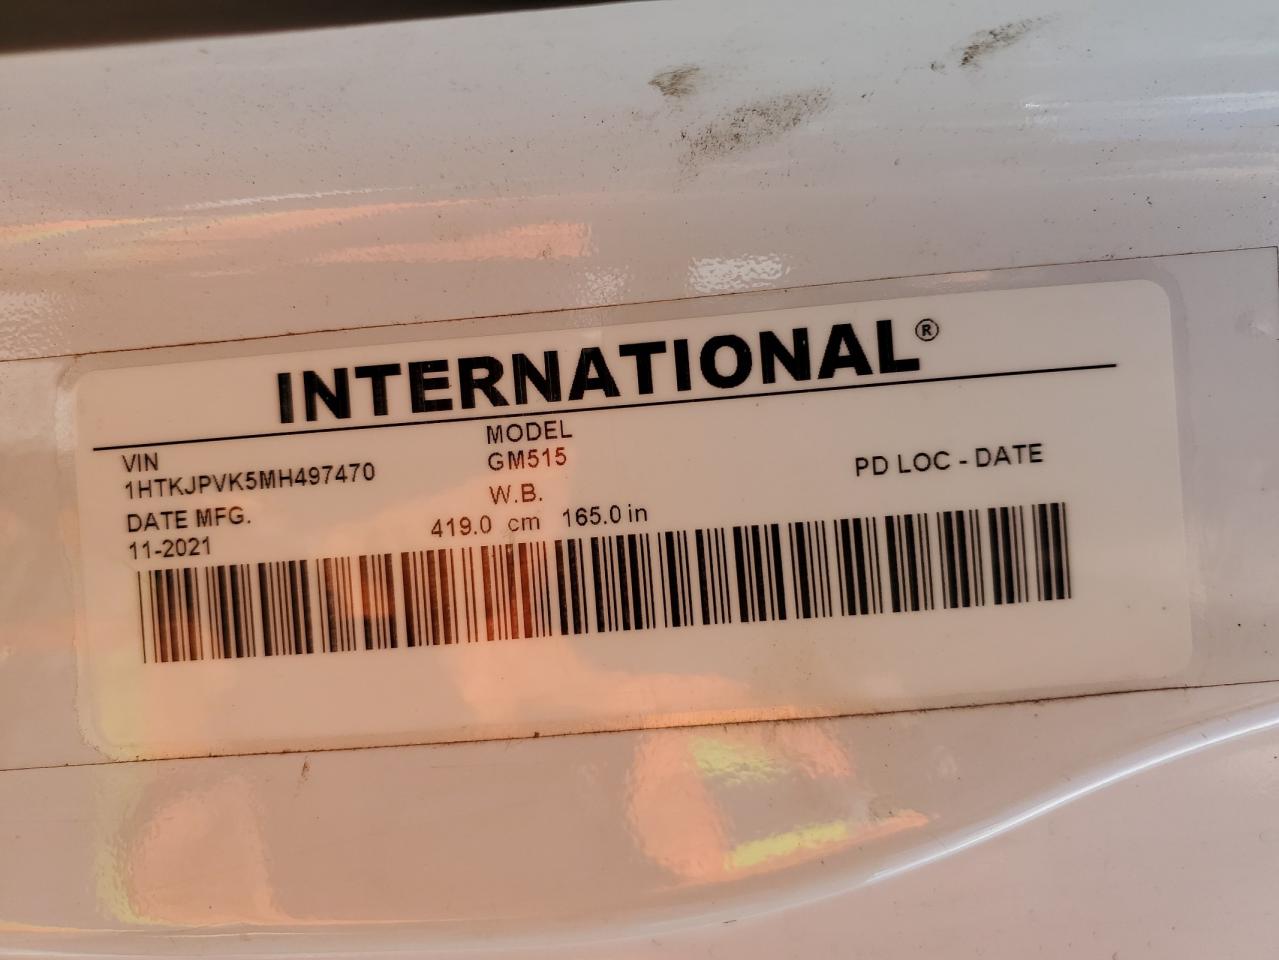 INTERNATIONAL®
VIN
1HTKJPVK5MH497470
DATE MFG.
11-2021
MODEL
GM515
W.B.
419.0 cm 165.0 in
PD LOC - DATE